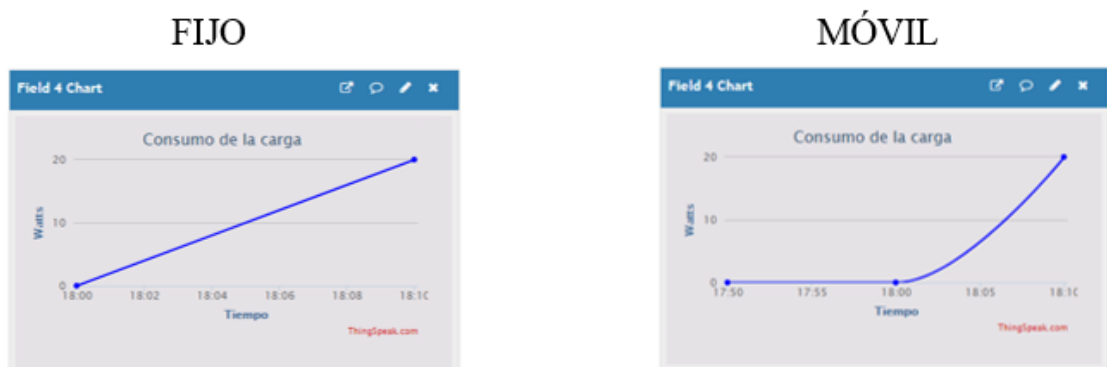 FIJO
MÓVIL
Field 4 Chart
Consumo de la carga
20
10
0
Watts
18:00 18:02 18:04 18:06 18:08 18:10
Tiempo
ThingSpeak.com
Field 4 Chart
Consumo de la carga
20
10
0
Watts
17:50 17:55 18:00 18:05 18:10
Tiempo
ThingSpeak.com